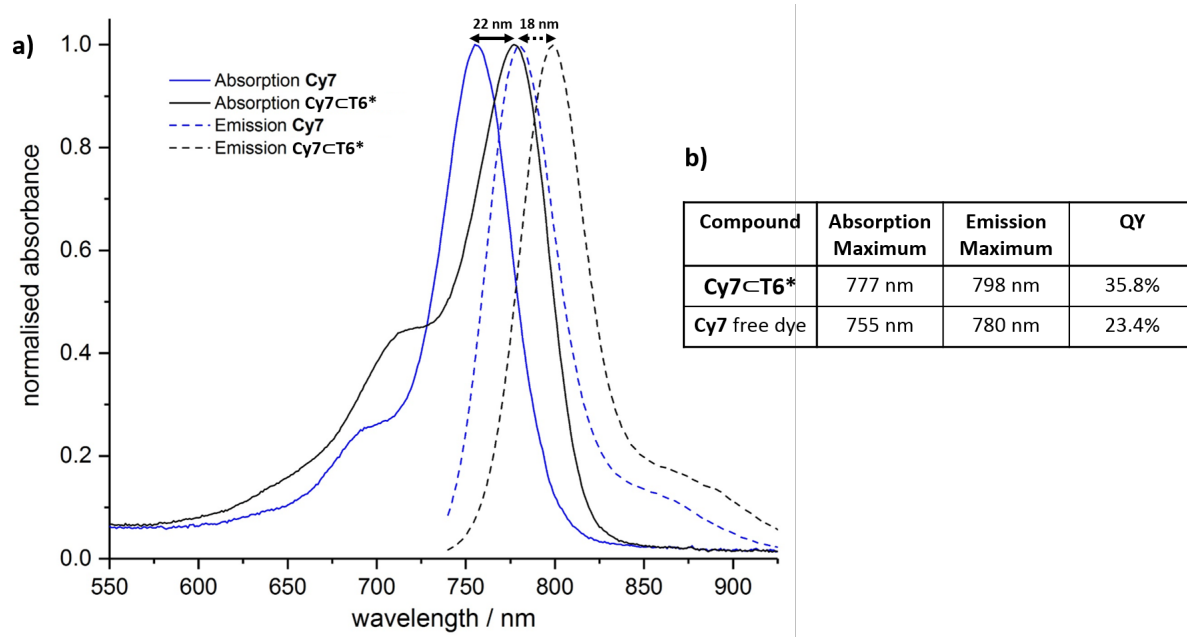 a)
22 nm
18 nm
Absorption Cy7
Absorption Cy7⊂T6*
Emission Cy7
Emission Cy7⊂T6*
normalised absorbance
1.0
0.8
0.6
0.4
0.2
0.0
550 600 650 700 750 800 850 900
wavelength / nm
b)
Compound Absorption Maximum Emission Maximum QY
Cy7⊂T6* 777 nm 798 nm 35.8%
Cy7 free dye 755 nm 780 nm 23.4%